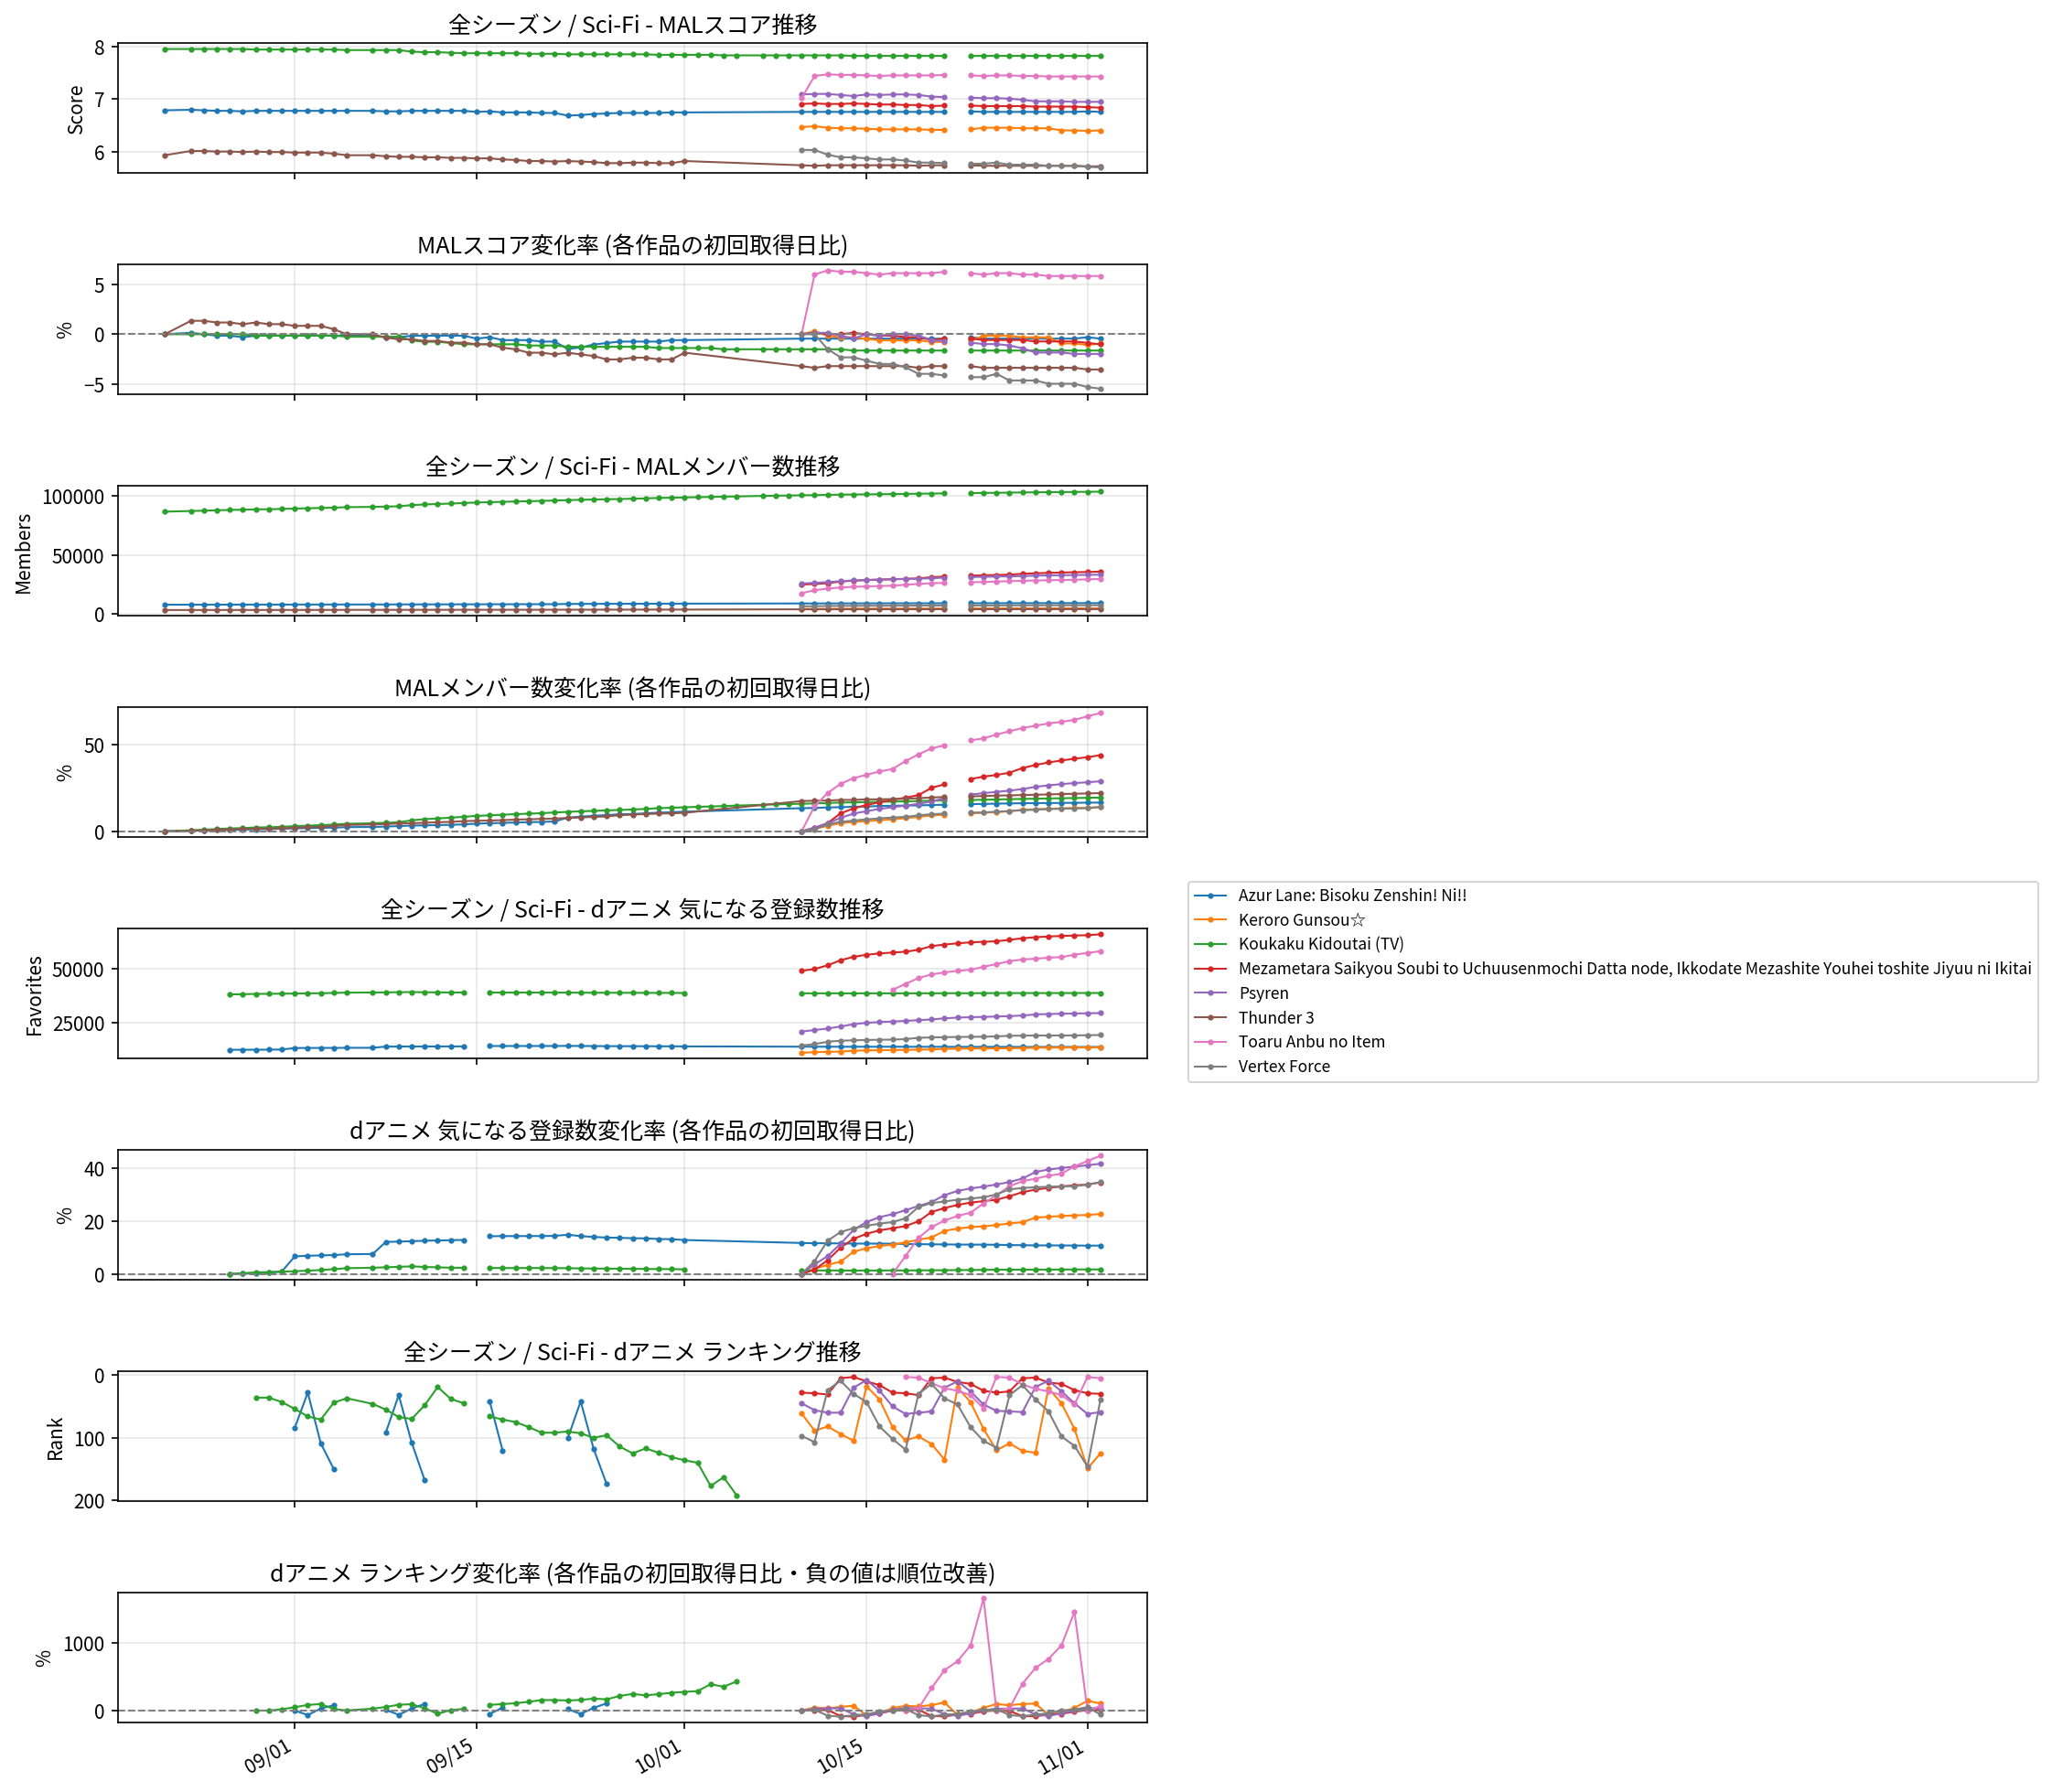 全シーズン / Sci-Fi - MALスコア推移
Score
8
7
6
MALスコア変化率 (各作品の初回取得日比)
%
5
0
−5
全シーズン / Sci-Fi - MALメンバー数推移
Members
100000
50000
0
MALメンバー数変化率 (各作品の初回取得日比)
%
50
0
全シーズン / Sci-Fi - dアニメ 気になる登録数推移
Favorites
50000
25000
Azur Lane: Bisoku Zenshin! Ni!!
Keroro Gunsou☆
Koukaku Kidoutai (TV)
Mezametara Saikyou Soubi to Uchuusenmochi Datta node, Ikkodate Mezashite Youhei toshite Jiyuu ni Ikitai
Psyren
Thunder 3
Toaru Anbu no Item
Vertex Force
dアニメ 気になる登録数変化率 (各作品の初回取得日比)
%
40
20
0
全シーズン / Sci-Fi - dアニメ ランキング推移
Rank
0
100
200
dアニメ ランキング変化率 (各作品の初回取得日比・負の値は順位改善)
%
1000
0
09/01
09/15
10/01
10/15
11/01